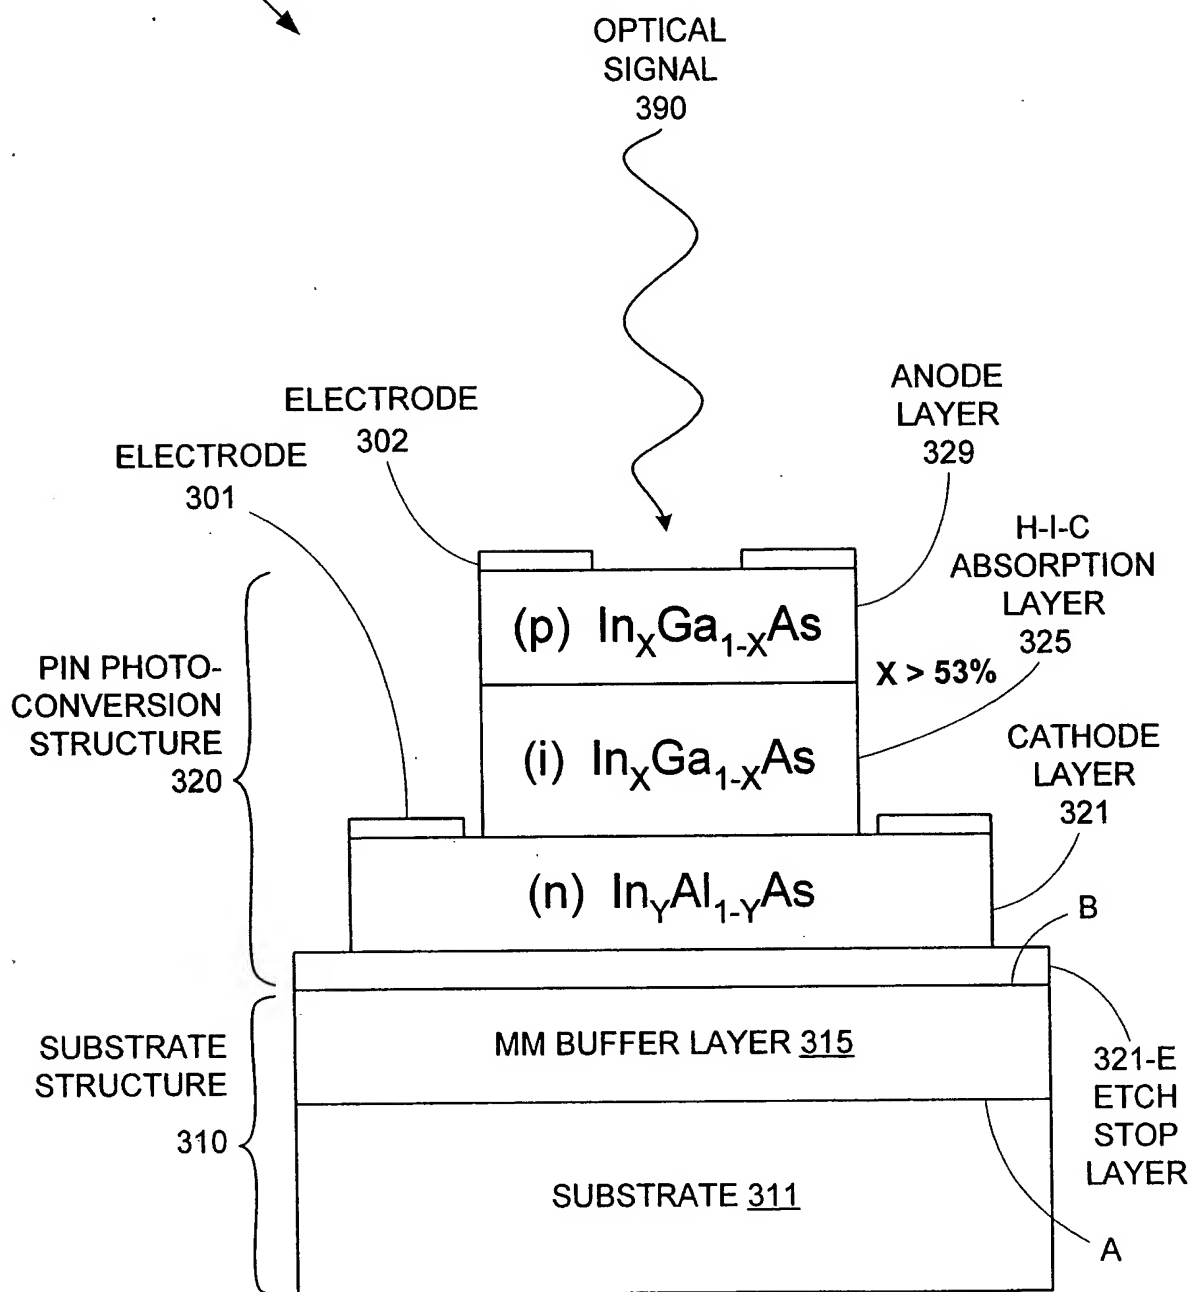 OPTICAL
SIGNAL
390
ANODE
LAYER
329
ELECTRODE
302
ELECTRODE
301
H-I-C
ABSORPTION
LAYER
325
(p) InXGa1-XAs
X > 53%
PIN PHOTO-
CONVERSION
STRUCTURE
320
(i) InXGa1-XAs
CATHODE
LAYER
321
(n) InYAl1-YAs
B
MM BUFFER LAYER 315
SUBSTRATE
STRUCTURE
310
321-E
ETCH
STOP
LAYER
SUBSTRATE 311
A